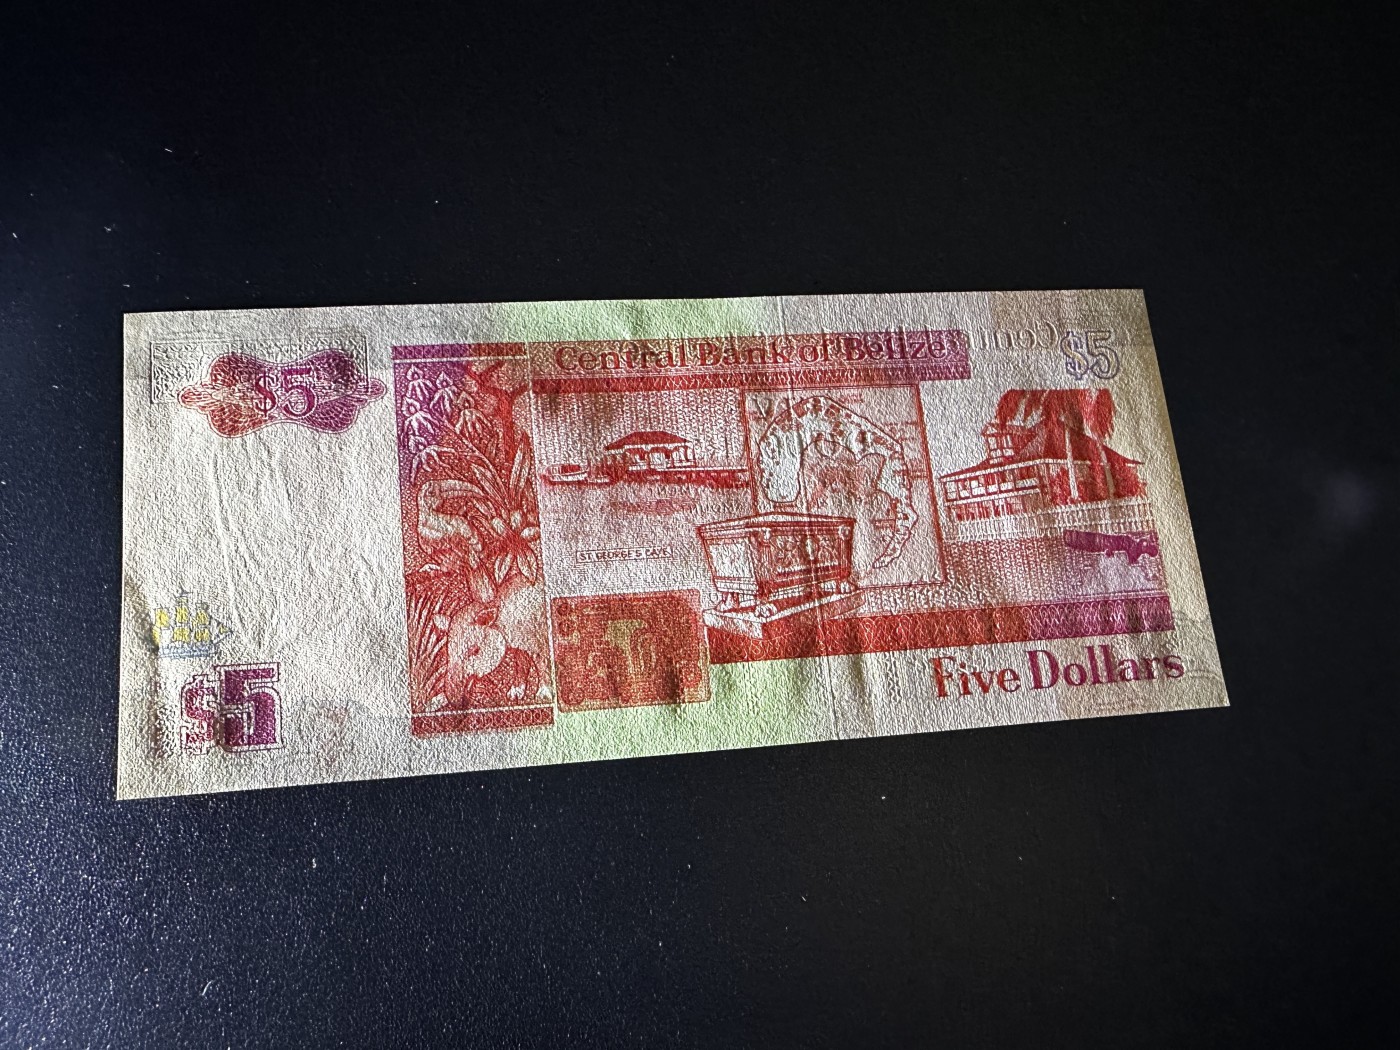 $5
Central Bank of Belize
$5
ST. GEORGE'S CAYE
$5
Five Dollars